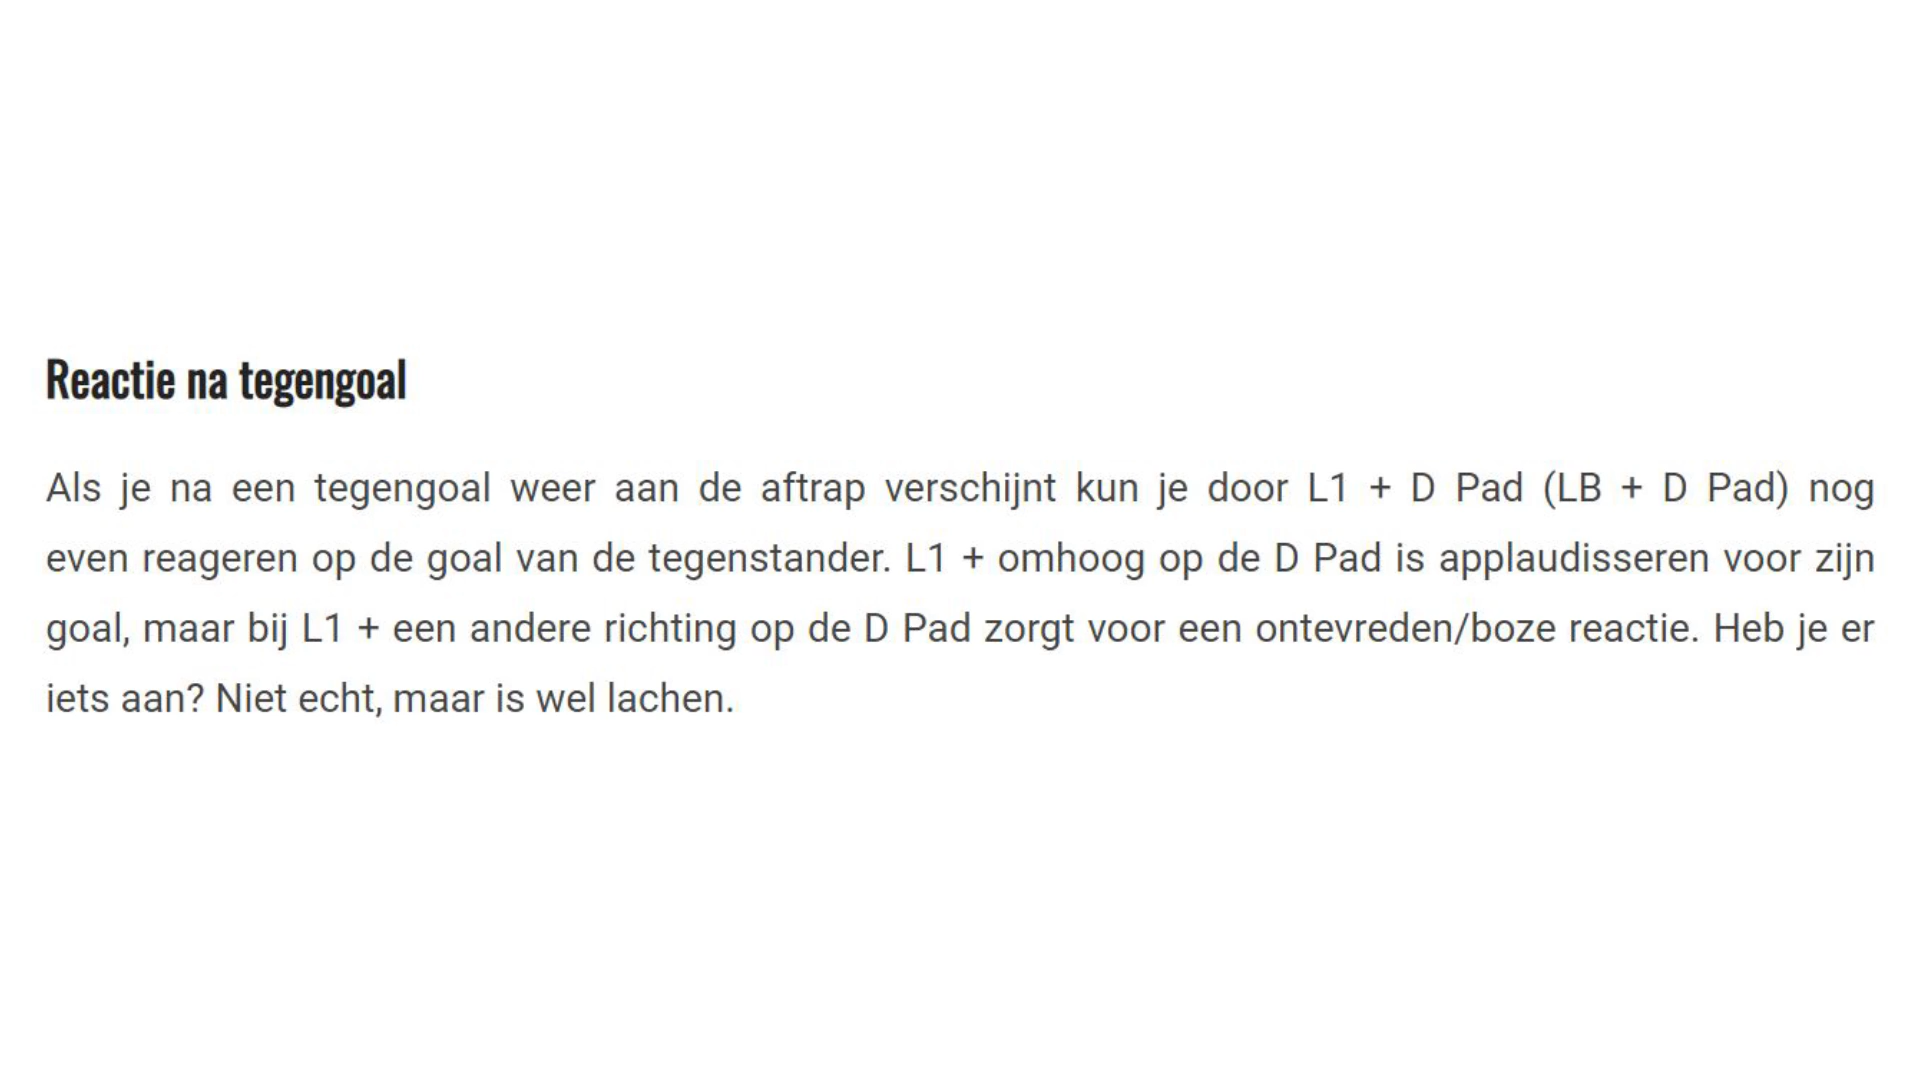 Reactie na tegengoal
Als je na een tegengoal weer aan de aftrap verschijnt kun je door L1 + D Pad (LB + D Pad) nog
even reageren op de goal van de tegenstander. L1 + omhoog op de D Pad is applaudisseren voor zijn
goal, maar bij L1 + een andere richting op de D Pad zorgt voor een ontevreden/boze reactie. Heb je er
iets aan? Niet echt, maar is wel lachen.